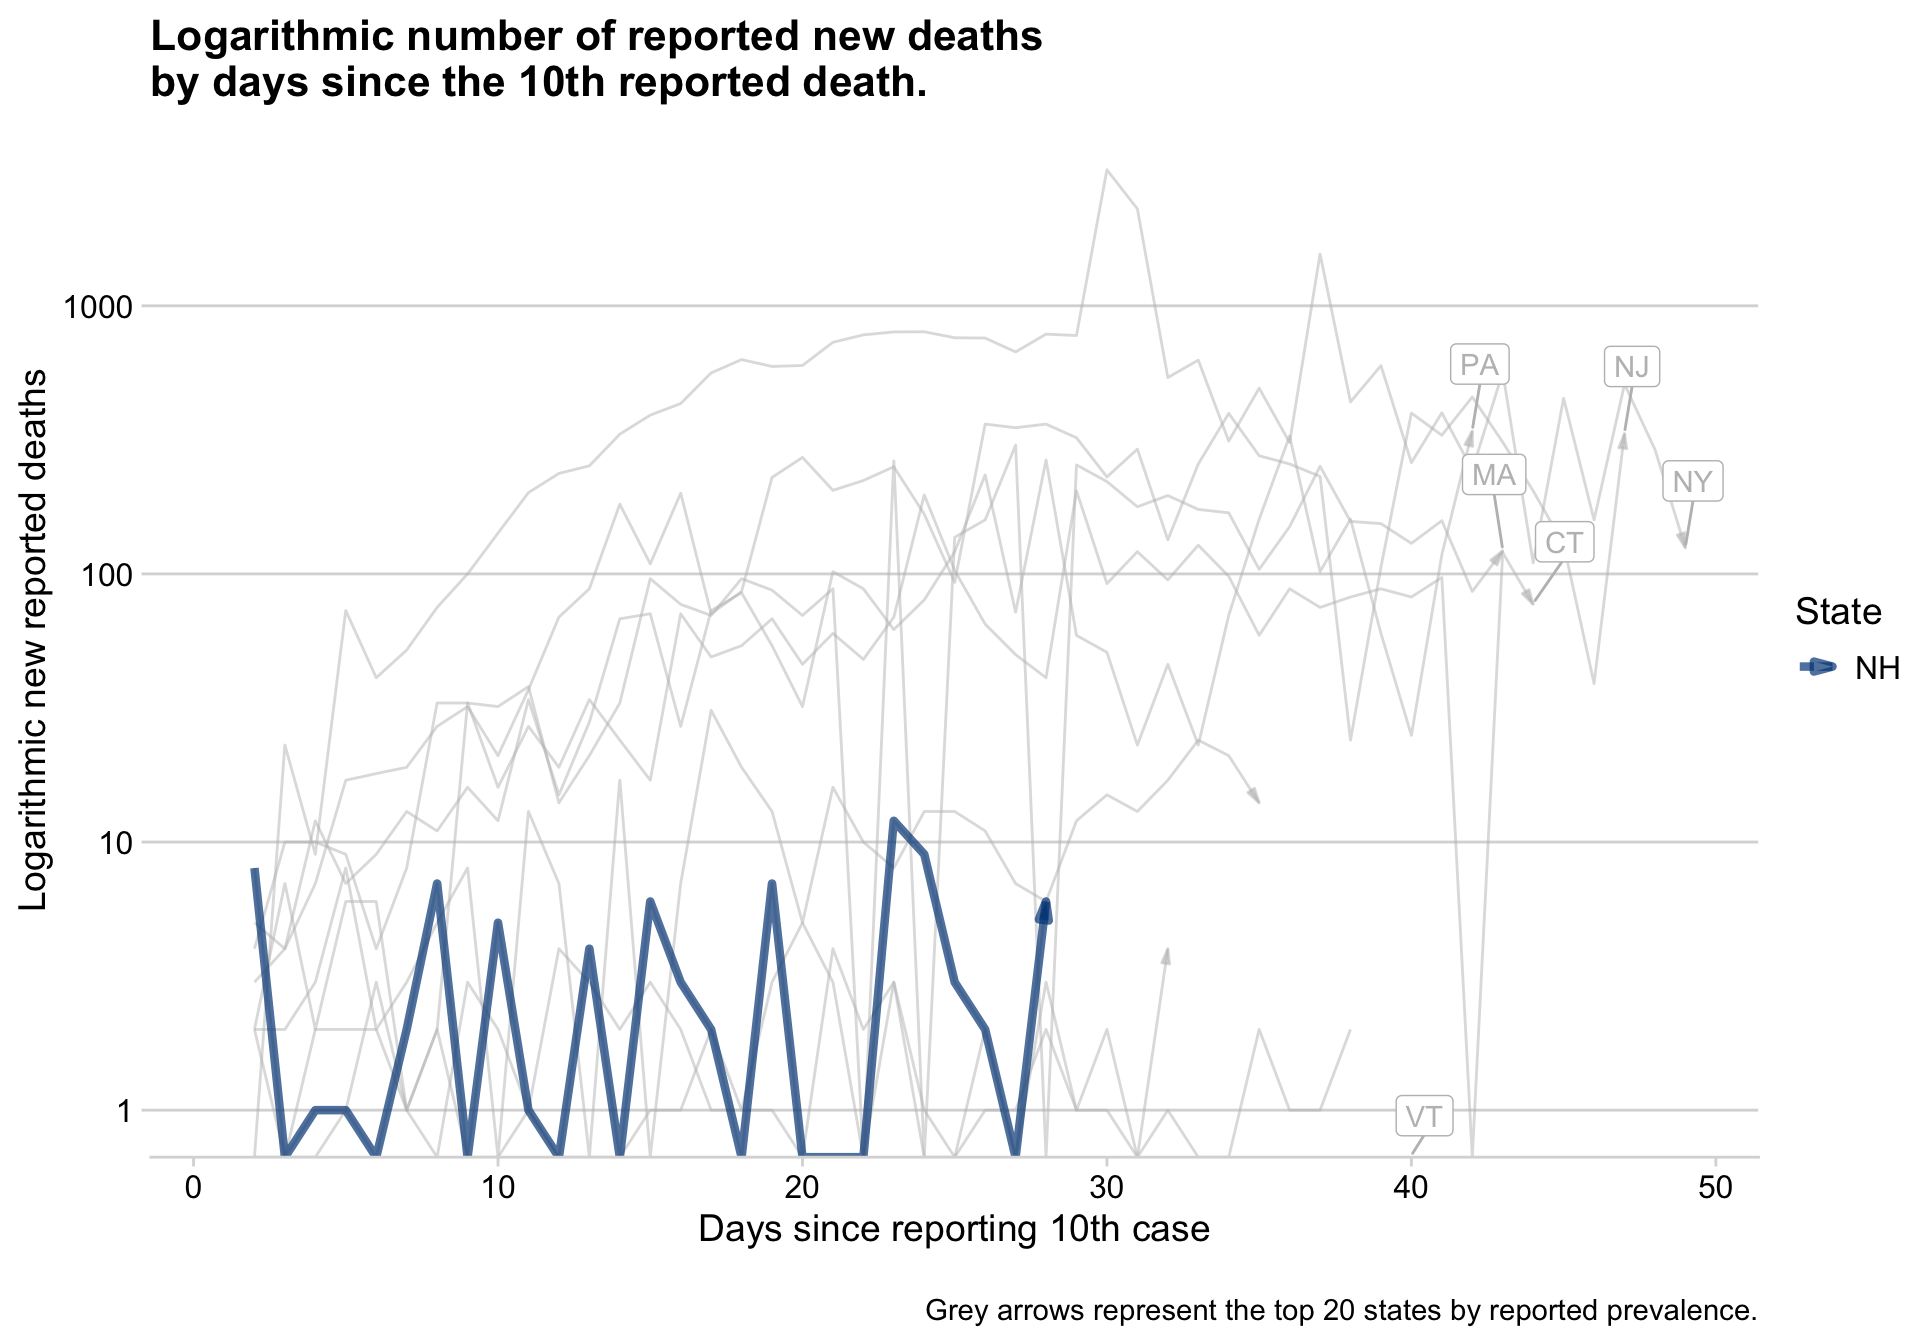 Logarithmic number of reported new deaths
by days since the 10th reported death.
Logarithmic new reported deaths
1000
100
10
1
PA
NJ
MA
NY
CT
VT
State
NH
0 10 20 30 40 50
Days since reporting 10th case
Grey arrows represent the top 20 states by reported prevalence.